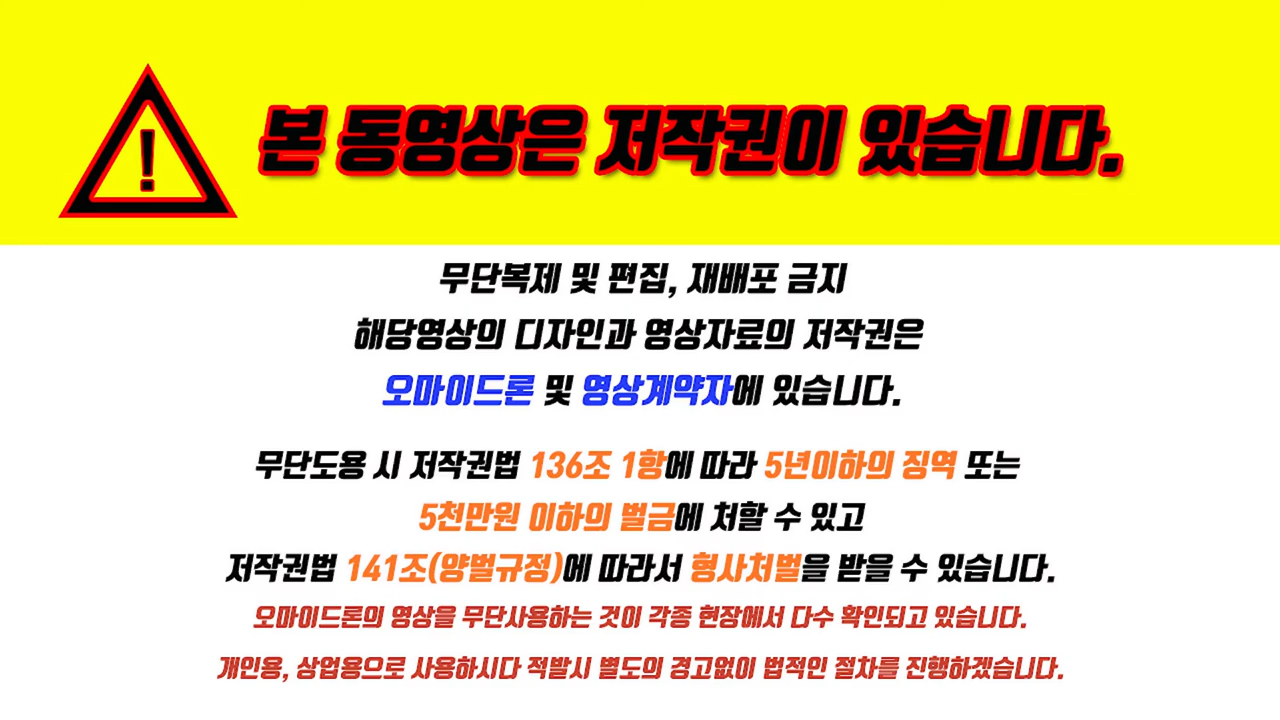 본 동영상은 저작권이 있습니다.
무단복제 및 편집, 재배포 금지
해당영상의 디자인과 영상자료의 저작권은
오마이드론 및 영상계약자에 있습니다.
무단도용 시 저작권법 136조 1항에 따라 5년이하의 징역 또는
5천만원 이하의 벌금에 처할 수 있고
저작권법 141조(양벌규정)에 따라서 형사처벌을 받을 수 있습니다.
오마이드론의 영상을 무단사용하는 것이 각종 현장에서 다수 확인되고 있습니다.
개인용, 상업용으로 사용하시다 적발시 별도의 경고없이 법적인 절차를 진행하겠습니다.